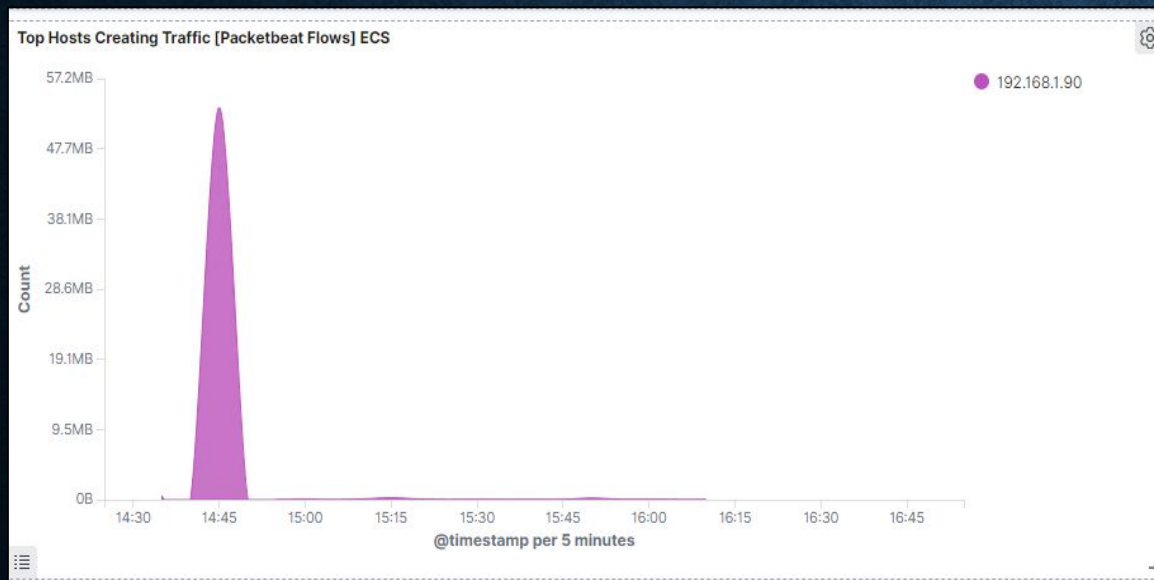 Top Hosts Creating Traffic [Packetbeat Flows] ECS
57.2MB
47.7MB
38.1MB
28.6MB
19.1MB
9.5MB
0B
Count
14:30 14:45 15:00 15:15 15:30 15:45 16:00 16:15 16:30 16:45
@timestamp per 5 minutes
192.168.1.90